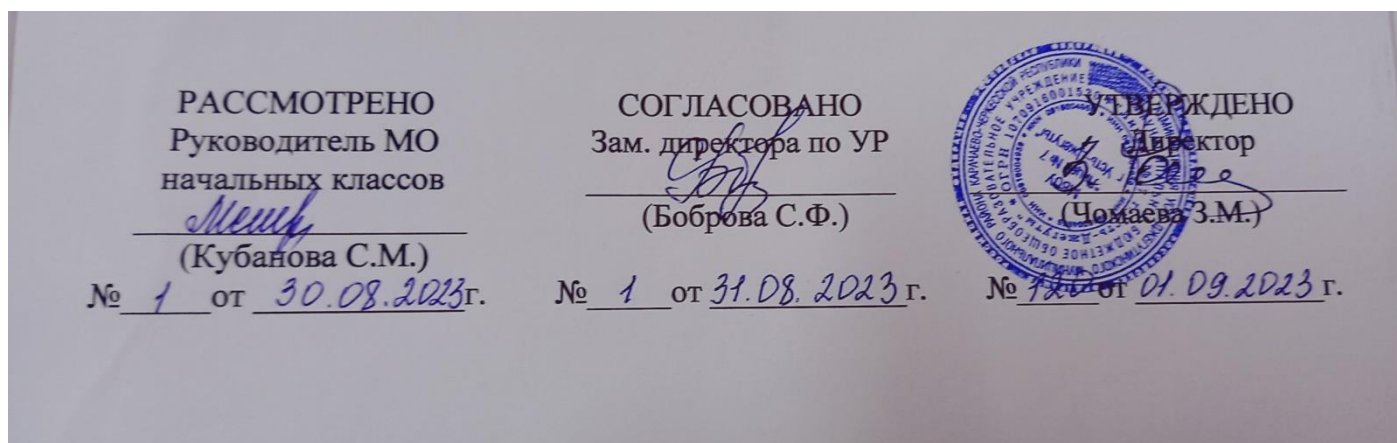 РАССМОТРЕНО
Руководитель МО
начальных классов
(Кубанова С.М.)
№ 1 от 30.08.2023г.
СОГЛАСОВАНО
Зам. директора по УР
(Боброва С.Ф.)
№ 1 от 31.08.2023г.
УТВЕРЖДЕНО
Директор
(Чомаева З.М.)
№ от 01.09.2023 г.